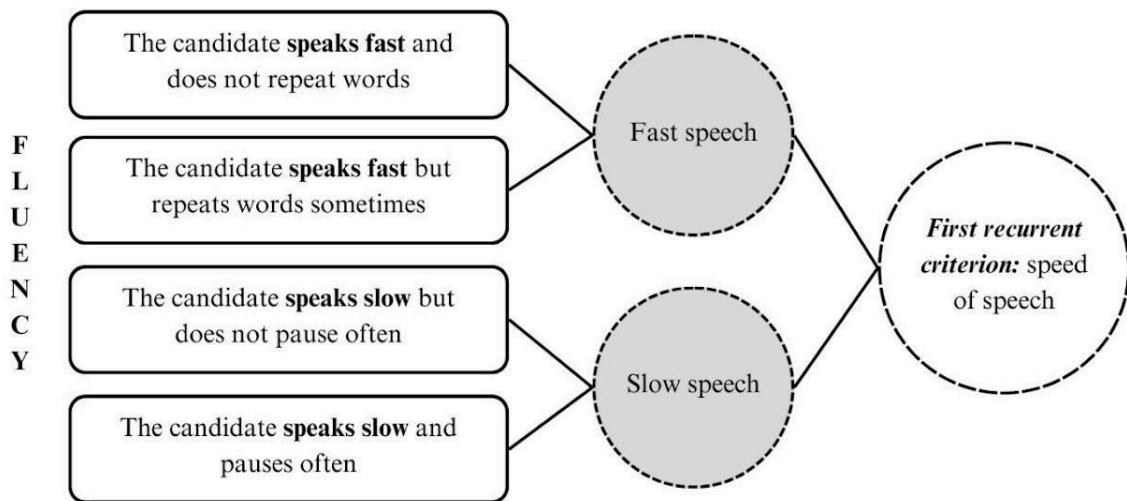 FLUENCY
The candidate speaks fast and
does not repeat words
The candidate speaks fast but
repeats words sometimes
The candidate speaks slow but
does not pause often
The candidate speaks slow and
pauses often
Fast speech
Slow speech
First recurrent
criterion: speed
of speech